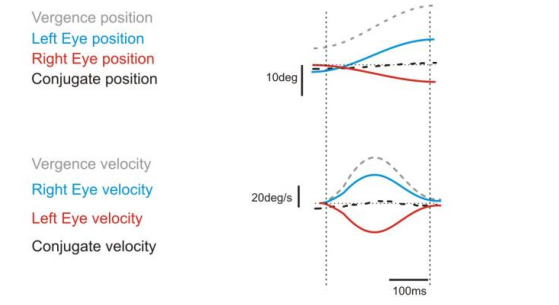 Vergence position
Left Eye position
Right Eye position
Conjugate position
10deg
Vergence velocity
Right Eye velocity
Left Eye velocity
Conjugate velocity
20deg/s
100ms